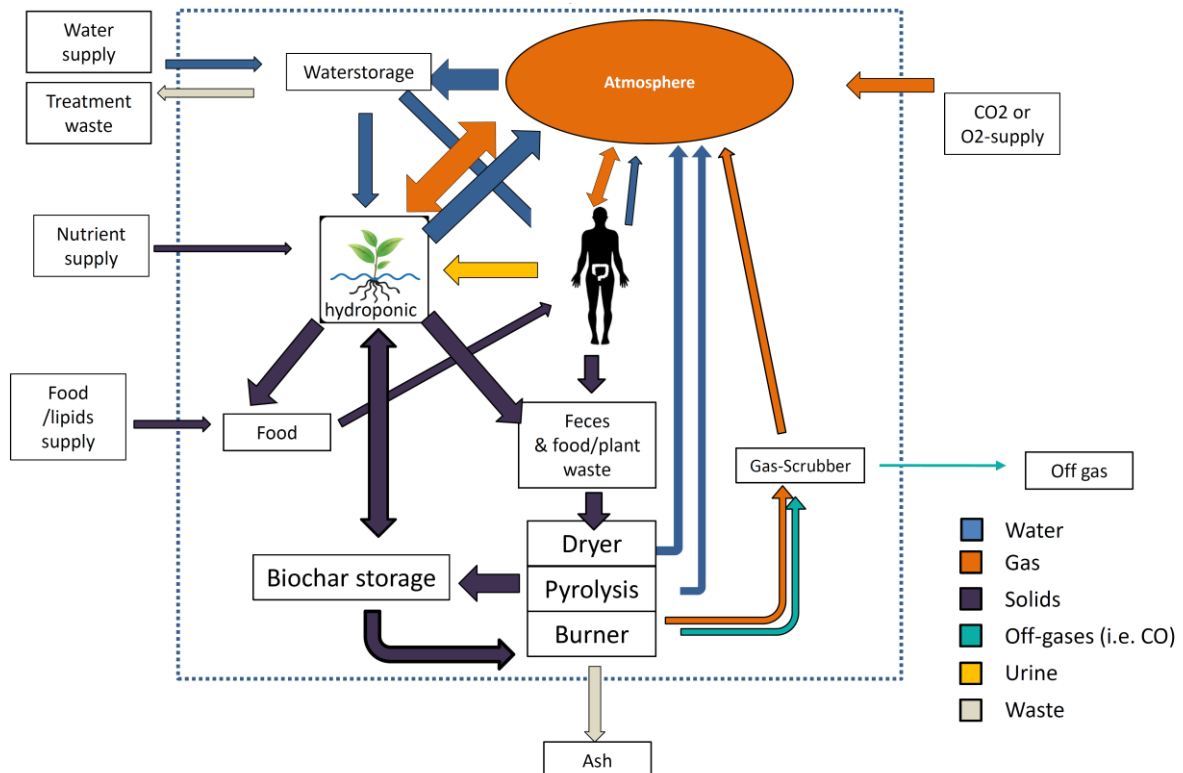 Water
supply
Treatment
waste
Waterstorage
Atmosphere
CO2 or
O2-supply
Nutrient
supply
hydroponic
Food
/lipids
supply
Food
Feces
& food/plant
waste
Gas-Scrubber
Off gas
Dryer
Biochar storage
Pyrolysis
Burner
Ash
Water
Gas
Solids
Off-gases (i.e. CO)
Urine
Waste